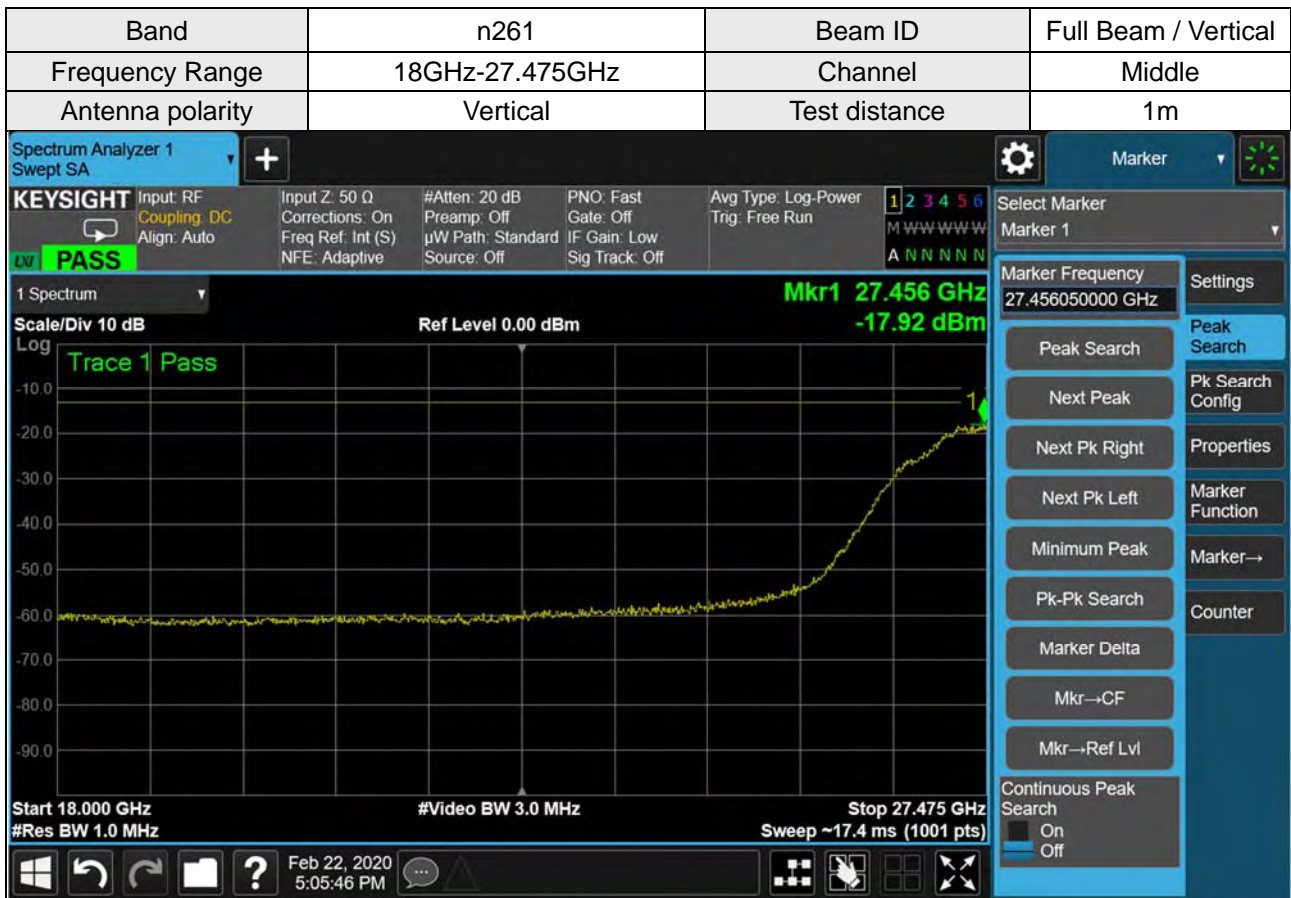 Band n261 Beam ID Full Beam / Vertical
Frequency Range 18GHz-27.475GHz Channel Middle
Antenna polarity Vertical Test distance 1m
Spectrum Analyzer 1
Swept SA
+
Marker
KEYSIGHT
LXI PASS
Input: RF
Coupling: DC
Align: Auto
Input Z: 50 Ω
Corrections: On
Freq Ref: Int (S)
NFE: Adaptive
#Atten: 20 dB
Preamp: Off
µW Path: Standard
Source: Off
PNO: Fast
Gate: Off
IF Gain: Low
Sig Track: Off
Avg Type: Log-Power
Trig: Free Run
1 2 3 4 5 6
M W W W W W
A N N N N N
Select Marker
Marker 1
1 Spectrum
Mkr1 27.456 GHz
Scale/Div 10 dB
Ref Level 0.00 dBm
-17.92 dBm
Log
Trace 1 Pass
-10.0
1
-20.0
-30.0
-40.0
-50.0
-60.0
-70.0
-80.0
-90.0
Start 18.000 GHz
#Video BW 3.0 MHz
Stop 27.475 GHz
#Res BW 1.0 MHz
Sweep ~17.4 ms (1001 pts)
Marker Frequency
27.456050000 GHz
Peak Search
Next Peak
Next Pk Right
Next Pk Left
Minimum Peak
Pk-Pk Search
Marker Delta
Mkr→CF
Mkr→Ref Lvl
Continuous Peak
Search
On
Off
Settings
Peak
Search
Pk Search
Config
Properties
Marker
Function
Marker→
Counter
?
Feb 22, 2020
5:05:46 PM